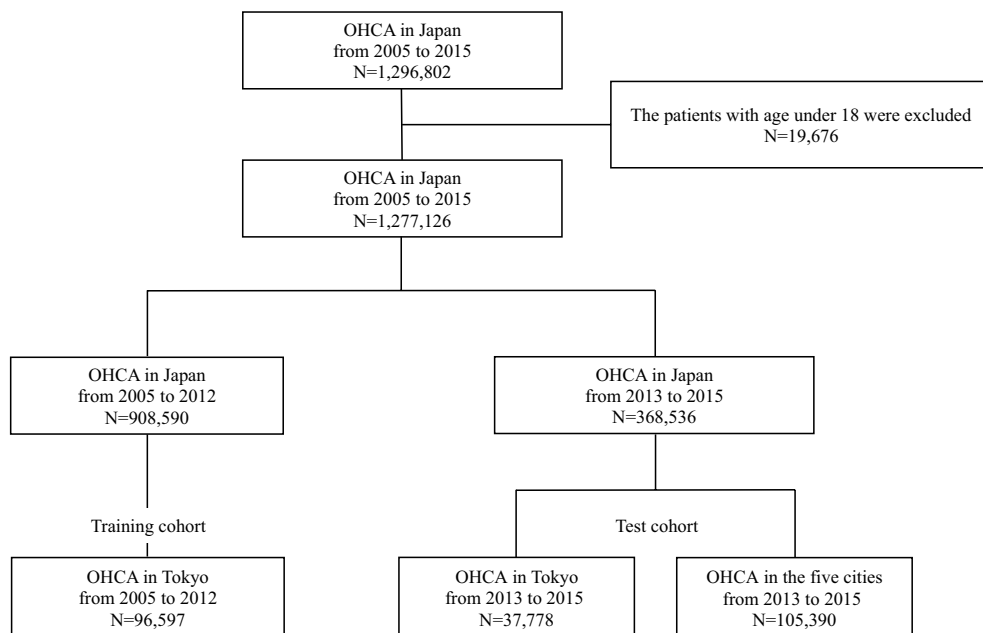 OHCA in Japan
from 2005 to 2015
N=1,296,802
The patients with age under 18 were excluded
N=19,676
OHCA in Japan
from 2005 to 2015
N=1,277,126
OHCA in Japan
from 2005 to 2012
N=908,590
OHCA in Japan
from 2013 to 2015
N=368,536
Training cohort
Test cohort
OHCA in Tokyo
from 2005 to 2012
N=96,597
OHCA in Tokyo
from 2013 to 2015
N=37,778
OHCA in the five cities
from 2013 to 2015
N=105,390